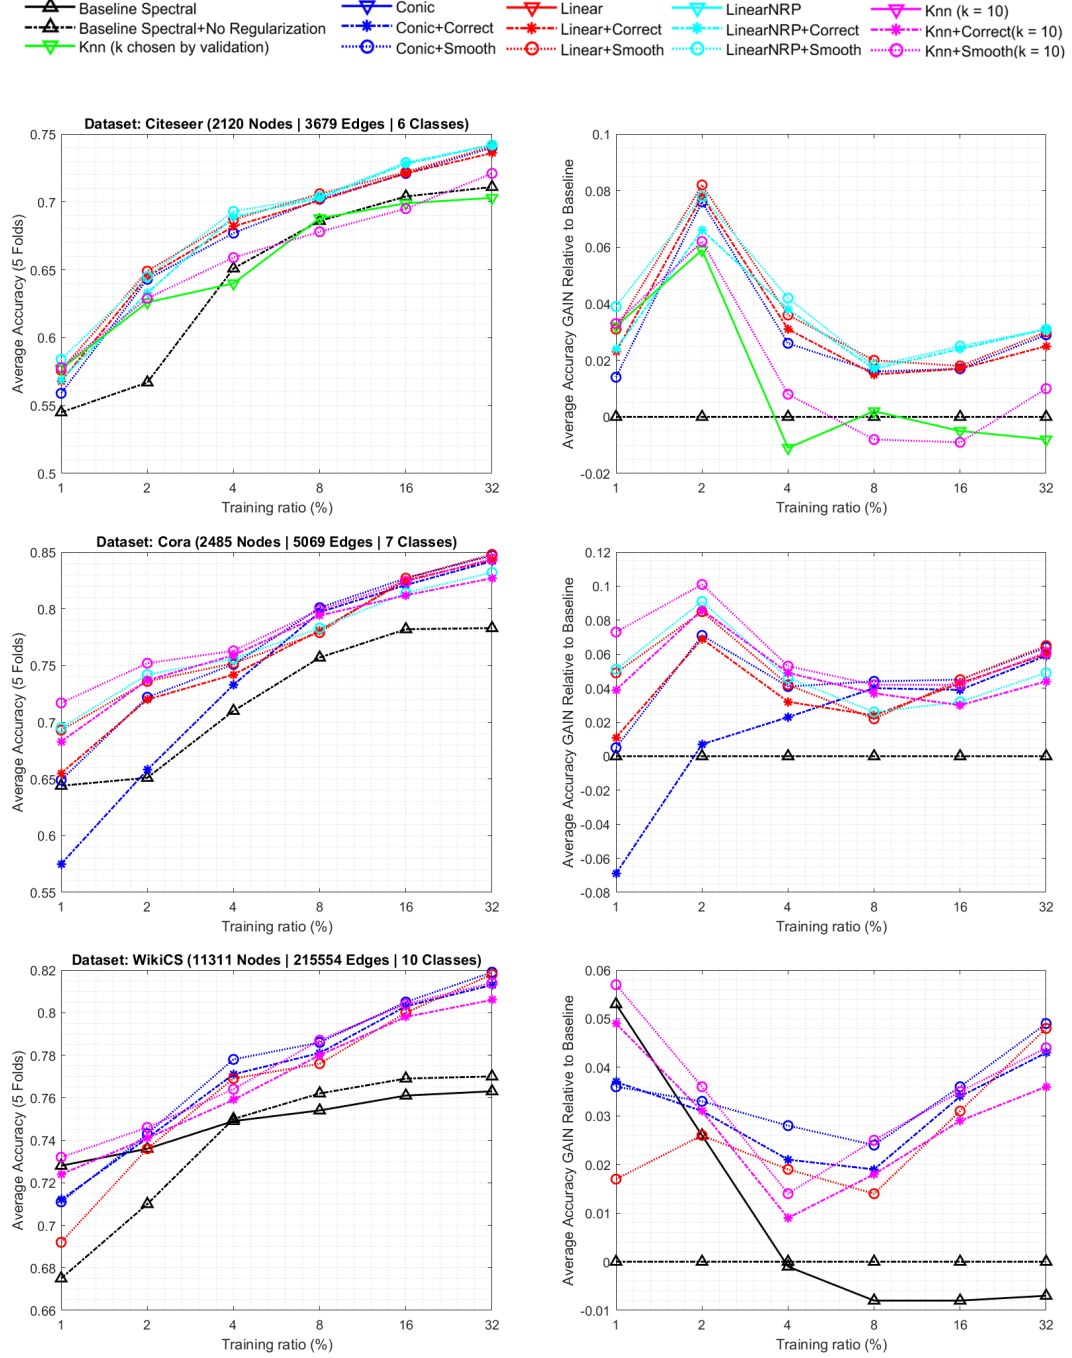 Baseline Spectral
Baseline Spectral+No Regularization
Knn (k chosen by validation)
Conic
Conic+Correct
Conic+Smooth
Linear
Linear+Correct
Linear+Smooth
LinearNRP
LinearNRP+Correct
LinearNRP+Smooth
Knn (k = 10)
Knn+Correct(k = 10)
Knn+Smooth(k = 10)
Dataset: Citeseer (2120 Nodes | 3679 Edges | 6 Classes)
Average Accuracy (5 Folds)
0.75
0.7
0.65
0.6
0.55
0.5
1 2 4 8 16 32
Training ratio (%)
Average Accuracy GAIN Relative to Baseline
0.1
0.08
0.06
0.04
0.02
0
-0.02
1 2 4 8 16 32
Training ratio (%)
Dataset: Cora (2485 Nodes | 5069 Edges | 7 Classes)
Average Accuracy (5 Folds)
0.85
0.8
0.75
0.7
0.65
0.6
0.55
1 2 4 8 16 32
Training ratio (%)
Average Accuracy GAIN Relative to Baseline
0.12
0.1
0.08
0.06
0.04
0.02
0
-0.02
-0.04
-0.06
-0.08
1 2 4 8 16 32
Training ratio (%)
Dataset: WikiCS (11311 Nodes | 215554 Edges | 10 Classes)
Average Accuracy (5 Folds)
0.82
0.8
0.78
0.76
0.74
0.72
0.7
0.68
0.66
1 2 4 8 16 32
Training ratio (%)
Average Accuracy GAIN Relative to Baseline
0.06
0.05
0.04
0.03
0.02
0.01
0
-0.01
1 2 4 8 16 32
Training ratio (%)